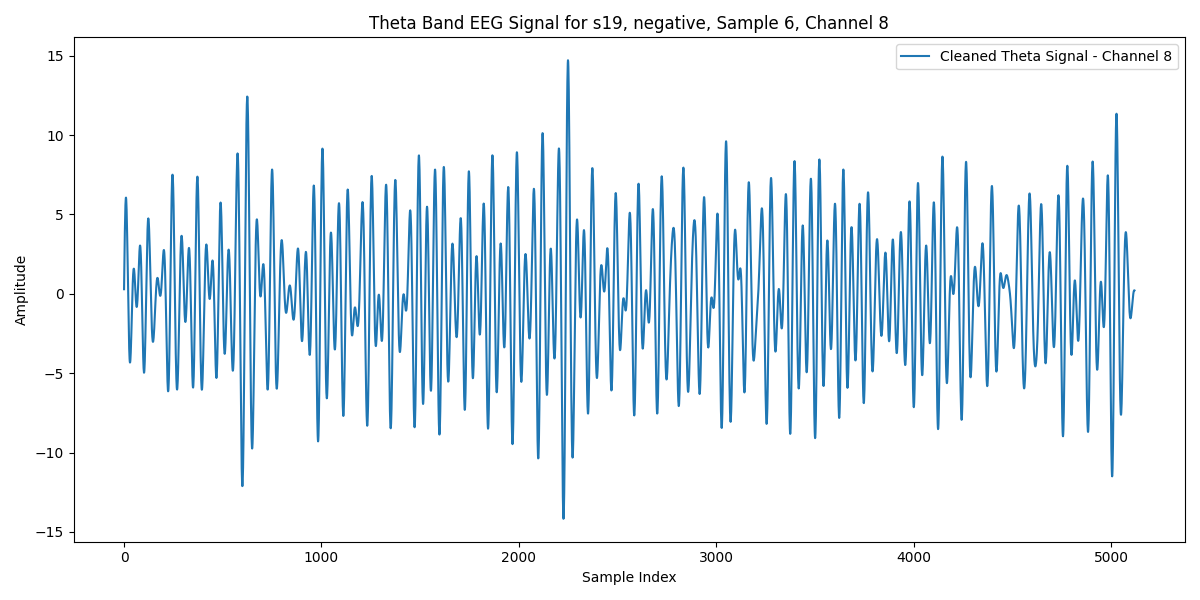 Theta Band EEG Signal for s19, negative, Sample 6, Channel 8
Cleaned Theta Signal - Channel 8
15
10
5
0
−5
−10
−15
Amplitude
0 1000 2000 3000 4000 5000
Sample Index